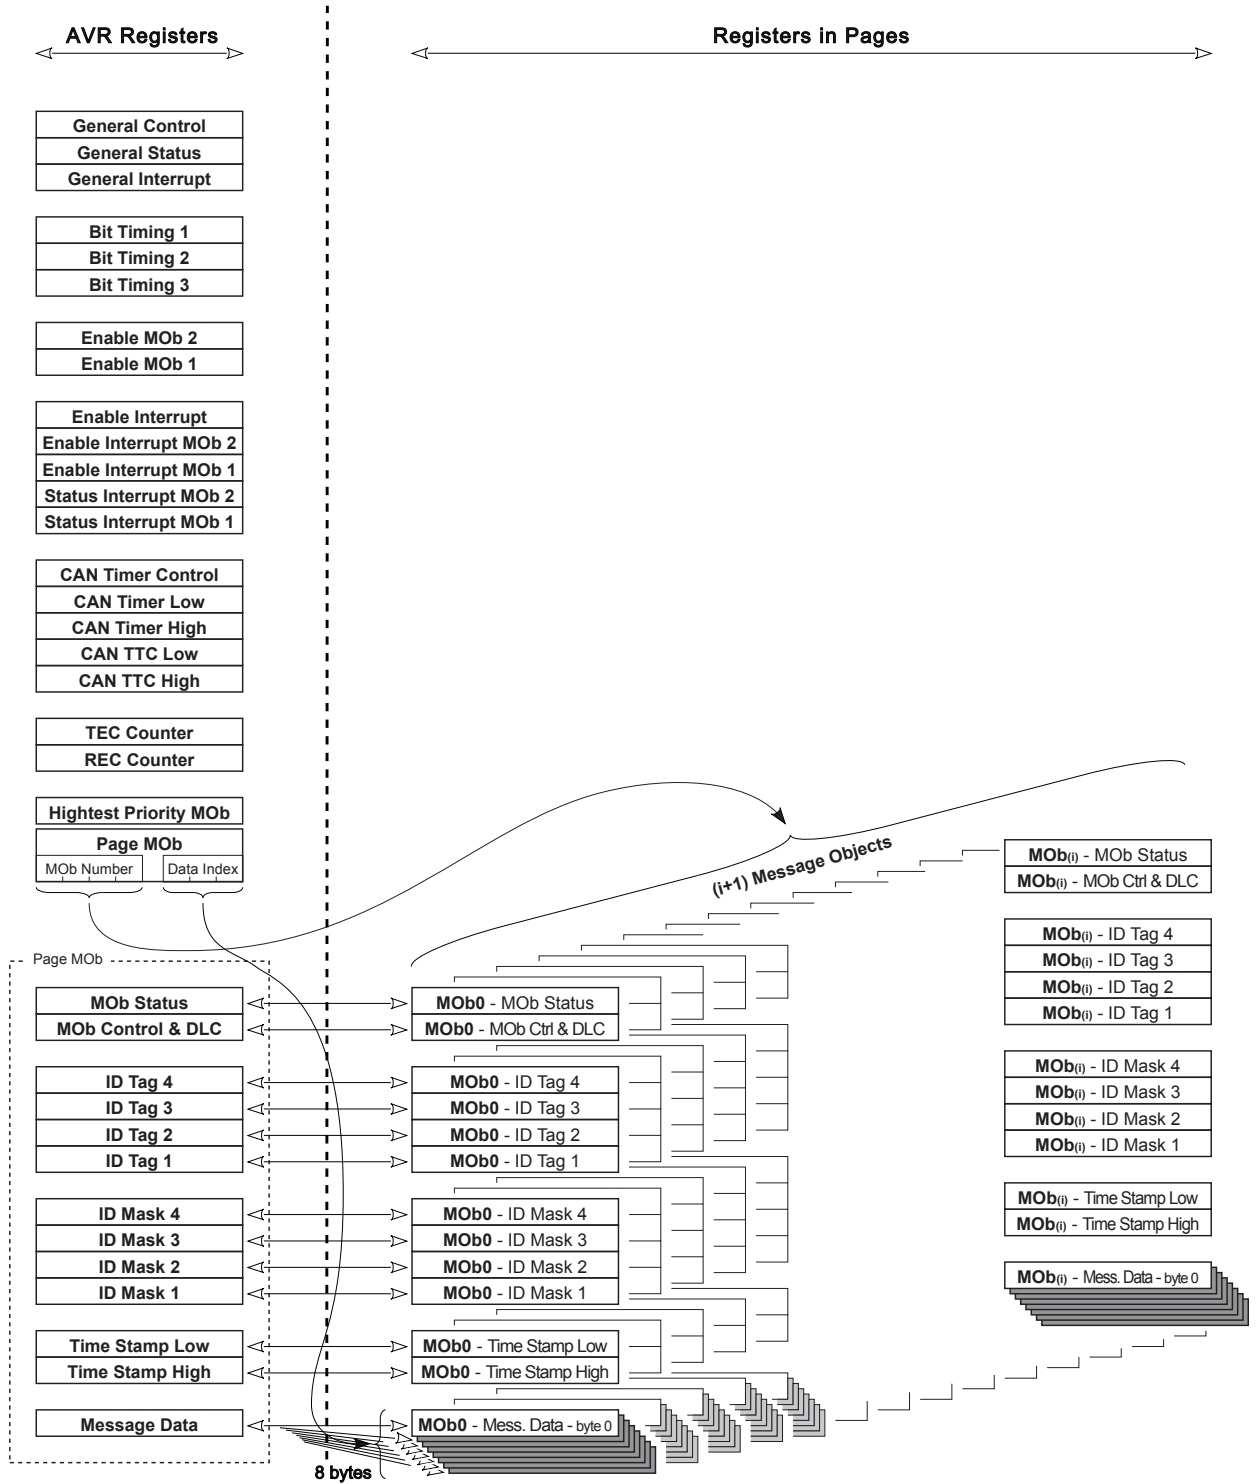 AVR Registers
Registers in Pages
General Control
General Status
General Interrupt
Bit Timing 1
Bit Timing 2
Bit Timing 3
Enable MOb 2
Enable MOb 1
Enable Interrupt
Enable Interrupt MOb 2
Enable Interrupt MOb 1
Status Interrupt MOb 2
Status Interrupt MOb 1
CAN Timer Control
CAN Timer Low
CAN Timer High
CAN TTC Low
CAN TTC High
TEC Counter
REC Counter
Hightest Priority MOb
Page MOb
MOb Number
Data Index
Page MOb
MOb Status
MOb Control & DLC
ID Tag 4
ID Tag 3
ID Tag 2
ID Tag 1
ID Mask 4
ID Mask 3
ID Mask 2
ID Mask 1
Time Stamp Low
Time Stamp High
Message Data
8 bytes
(i+1) Message Objects
MOb0 - MOb Status
MOb0 - MOb Ctrl & DLC
MOb0 - ID Tag 4
MOb0 - ID Tag 3
MOb0 - ID Tag 2
MOb0 - ID Tag 1
MOb0 - ID Mask 4
MOb0 - ID Mask 3
MOb0 - ID Mask 2
MOb0 - ID Mask 1
MOb0 - Time Stamp Low
MOb0 - Time Stamp High
MOb0 - Mess. Data - byte 0
MOb(i) - MOb Status
MOb(i) - MOb Ctrl & DLC
MOb(i) - ID Tag 4
MOb(i) - ID Tag 3
MOb(i) - ID Tag 2
MOb(i) - ID Tag 1
MOb(i) - ID Mask 4
MOb(i) - ID Mask 3
MOb(i) - ID Mask 2
MOb(i) - ID Mask 1
MOb(i) - Time Stamp Low
MOb(i) - Time Stamp High
MOb(i) - Mess. Data - byte 0